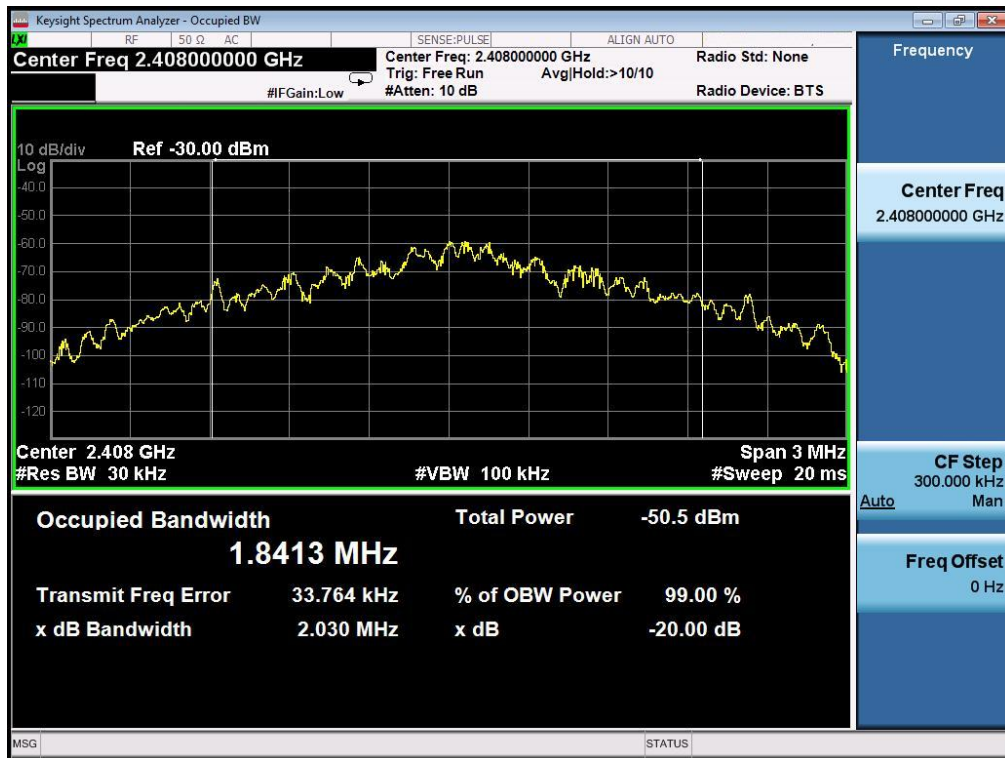 Keysight Spectrum Analyzer - Occupied BW
LXI RF 50 Ω AC SENSE:PULSE ALIGN AUTO
Center Freq 2.408000000 GHz
Center Freq: 2.408000000 GHz Radio Std: None
Trig: Free Run Avg|Hold:>10/10
#IFGain:Low #Atten: 10 dB Radio Device: BTS
10 dB/div Ref -30.00 dBm
Log
-40.0
-50.0
-60.0
-70.0
-80.0
-90.0
-100
-110
-120
Center 2.408 GHz Span 3 MHz
#Res BW 30 kHz #VBW 100 kHz #Sweep 20 ms
Occupied Bandwidth Total Power -50.5 dBm
1.8413 MHz
Transmit Freq Error 33.764 kHz % of OBW Power 99.00 %
x dB Bandwidth 2.030 MHz x dB -20.00 dB
MSG STATUS
Frequency
Center Freq
2.408000000 GHz
CF Step
300.000 kHz
Auto Man
Freq Offset
0 Hz